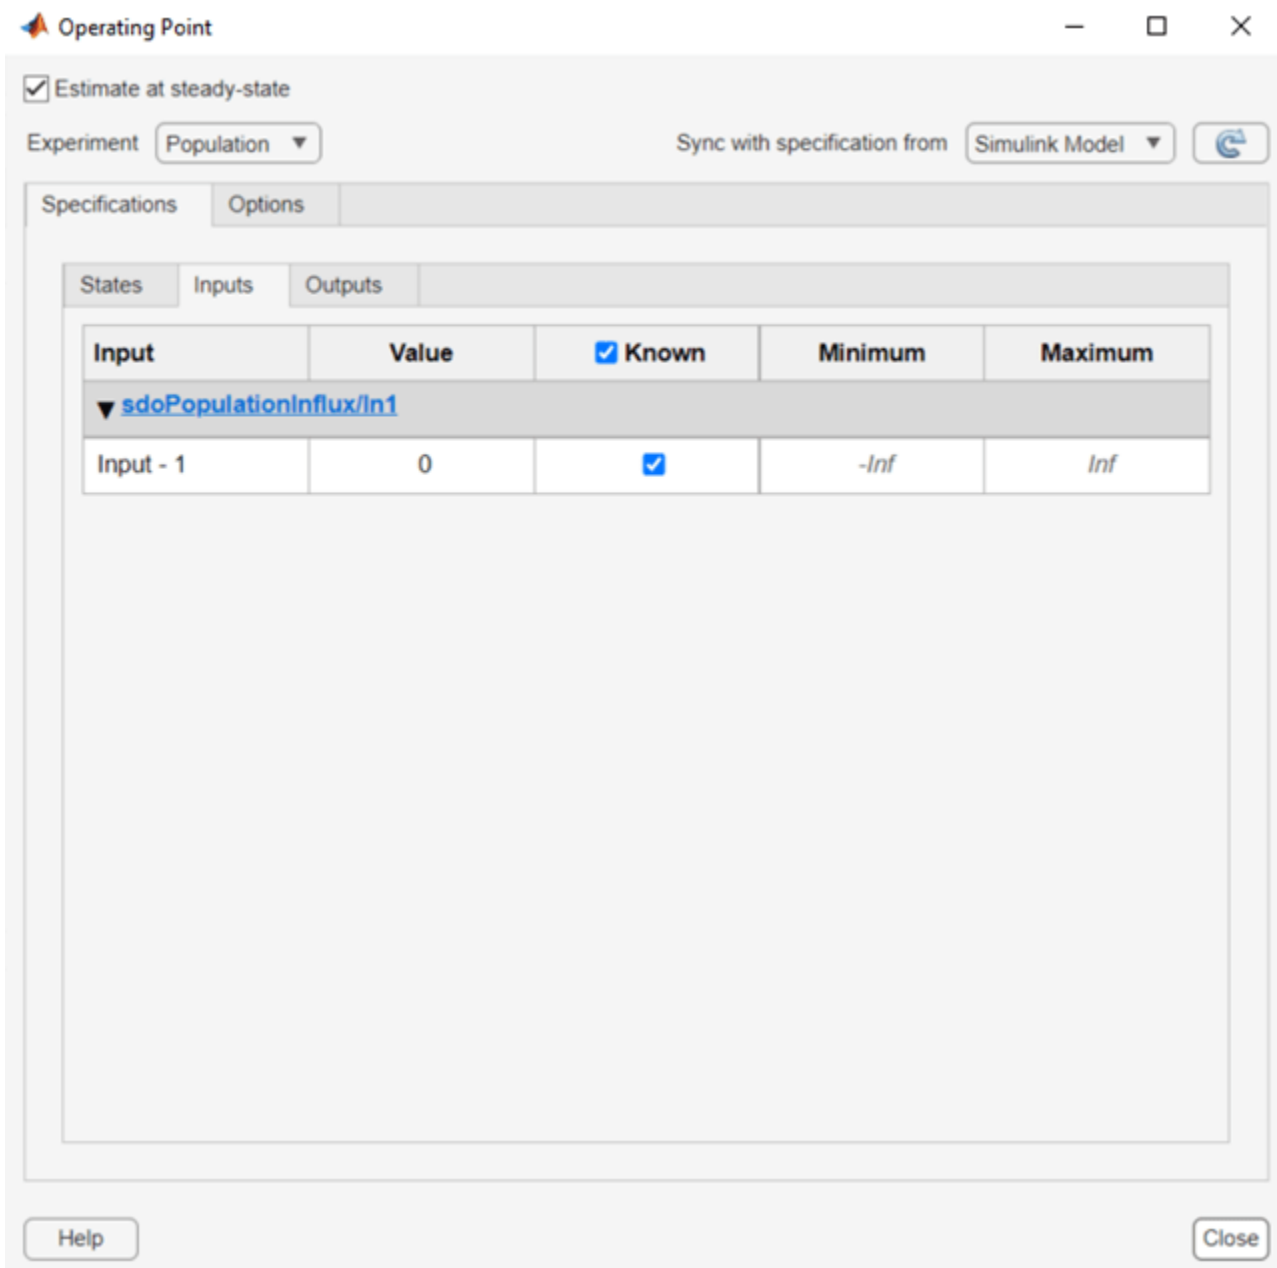 Operating Point
Estimate at steady-state
Experiment Population Sync with specification from Simulink Model
Specifications Options
States Inputs Outputs
Input Value Known Minimum Maximum
sdoPopulationInflux/In1
Input - 1 0 -Inf Inf
Help Close